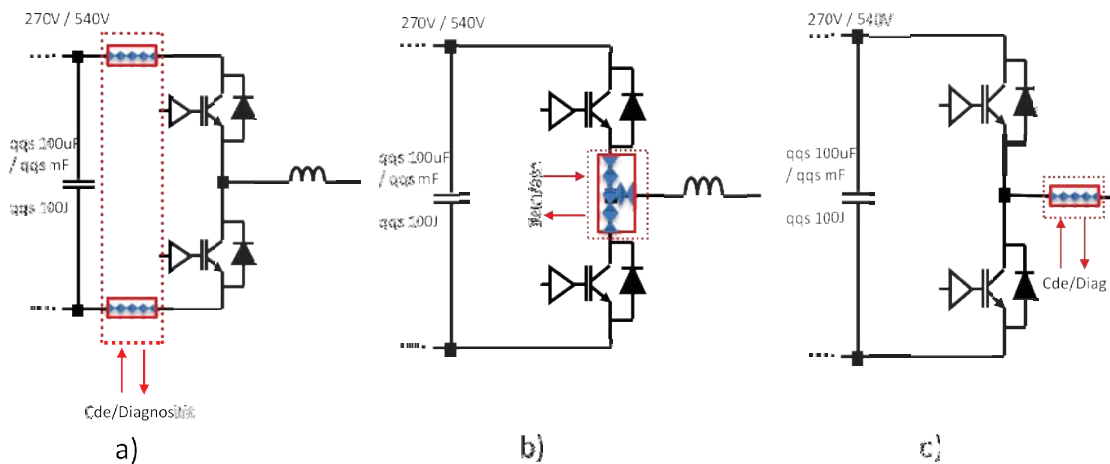 270V / 540V
qqs 100uF
/ qqs mF
qqs 100J
Cde/Diagnostic
a)
270V / 540V
qqs 100uF
/ qqs mF
qqs 100J
b)
270V / 540V
qqs 100uF
/ qqs mF
qqs 100J
Cde/Diag
c)